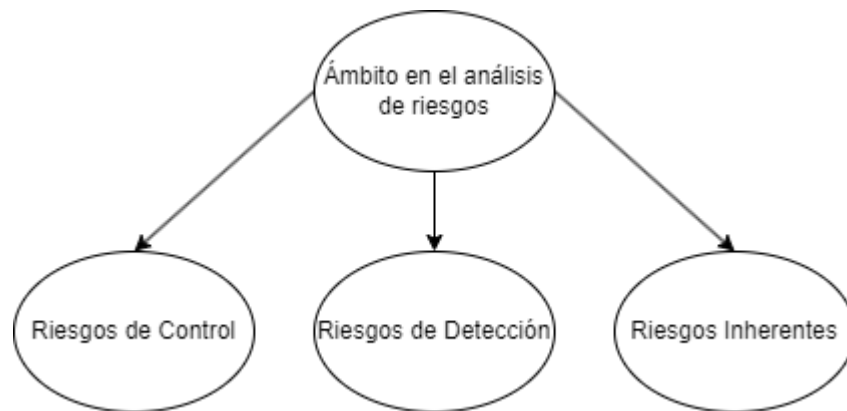 Ámbito en el análisis
de riesgos
Riesgos de Control
Riesgos de Detección
Riesgos Inherentes